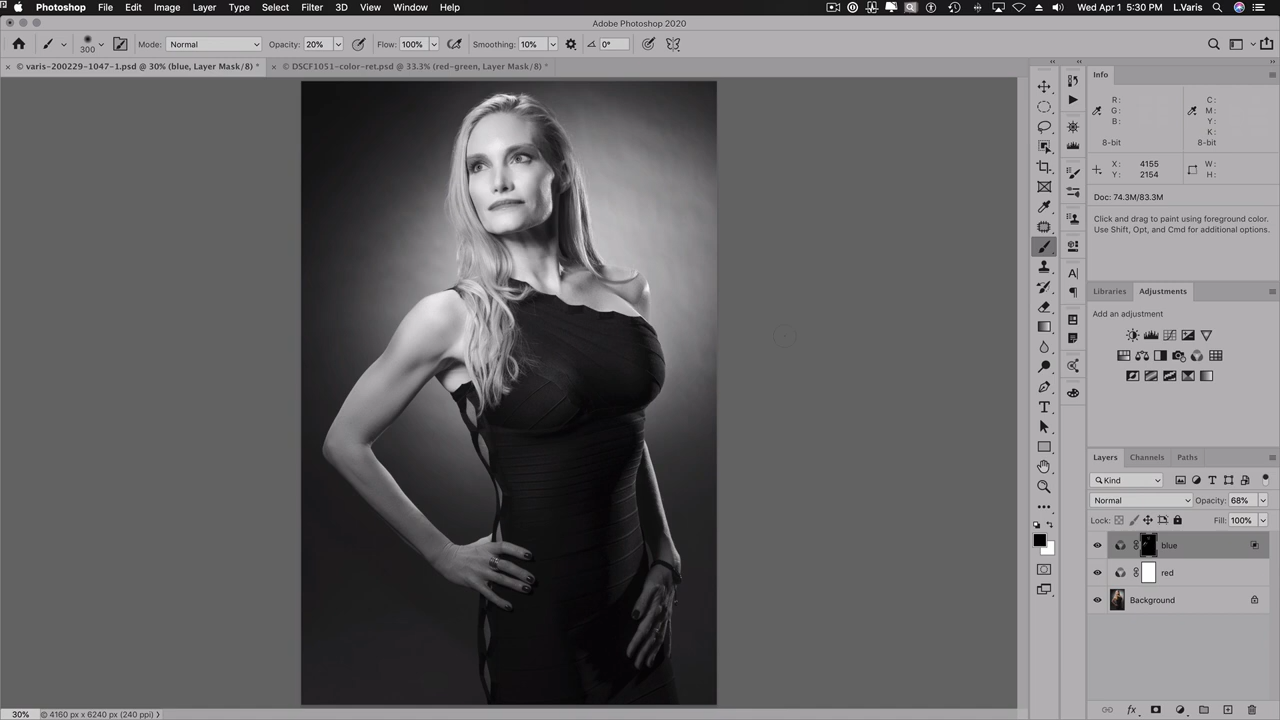 Photoshop File Edit Image Layer Type Select Filter 3D View Window Help Wed Apr 1 5:30 PM L.Varis
Adobe Photoshop 2020
300 Mode: Normal Opacity: 20% Flow: 100% Smoothing: 10% 0°
× © varis-200229-1047-1.psd @ 30% (blue, Layer Mask/8) * × © DSCF1051-color-ret.psd @ 33.3% (red-green, Layer Mask/8) *
Info
R: C:
G: M:
B: Y:
K:
8-bit 8-bit
X: 4155 W:
Y: 2154 H:
Doc: 74.3M/83.3M
Click and drag to paint using foreground color.
Use Shift, Opt, and Cmd for additional options.
Libraries Adjustments
Add an adjustment
Layers Channels Paths
Kind
Normal Opacity: 68%
Lock: Fill: 100%
blue
red
Background
30% © 4160 px x 6240 px (240 ppi)